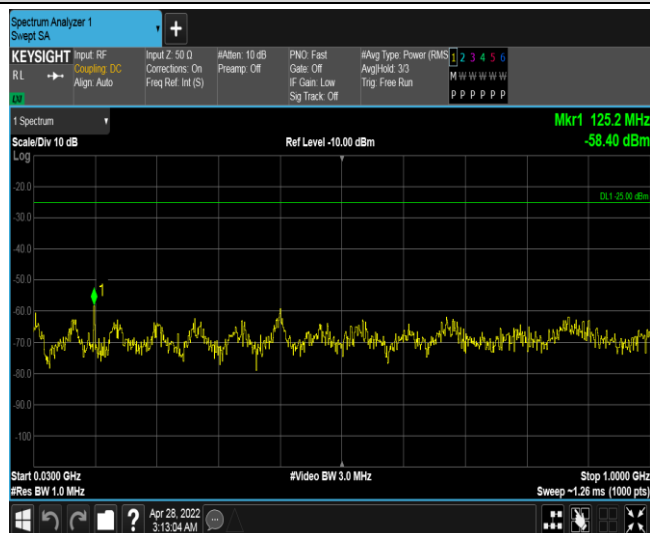 Spectrum Analyzer 1
Swept SA
+
KEYSIGHT
RL
LXI
Input: RF
Coupling: DC
Align: Auto
Input Z: 50 Ω
Corrections: On
Freq Ref: Int (S)
#Atten: 10 dB
Preamp: Off
PNO: Fast
Gate: Off
IF Gain: Low
Sig Track: Off
#Avg Type: Power (RMS
Avg|Hold: 3/3
Trig: Free Run
1 2 3 4 5 6
M W W W W W
P P P P P P
1 Spectrum
Mkr1 125.2 MHz
Scale/Div 10 dB
Ref Level -10.00 dBm
-58.40 dBm
Log
DL1 -25.00 dBm
-20.0
-30.0
-40.0
-50.0
1
-60.0
-70.0
-80.0
-90.0
-100
Start 0.0300 GHz
#Video BW 3.0 MHz
Stop 1.0000 GHz
#Res BW 1.0 MHz
Sweep ~1.26 ms (1000 pts)
?
Apr 28, 2022
3:13:04 AM